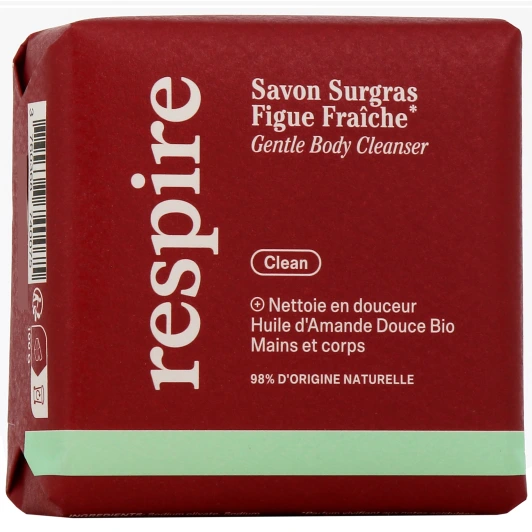 respire
Savon Surgras
Figue Fraîche*
Gentle Body Cleanser
Clean
Nettoie en douceur
Huile d'Amande Douce Bio
Mains et corps
98% D'ORIGINE NATURELLE